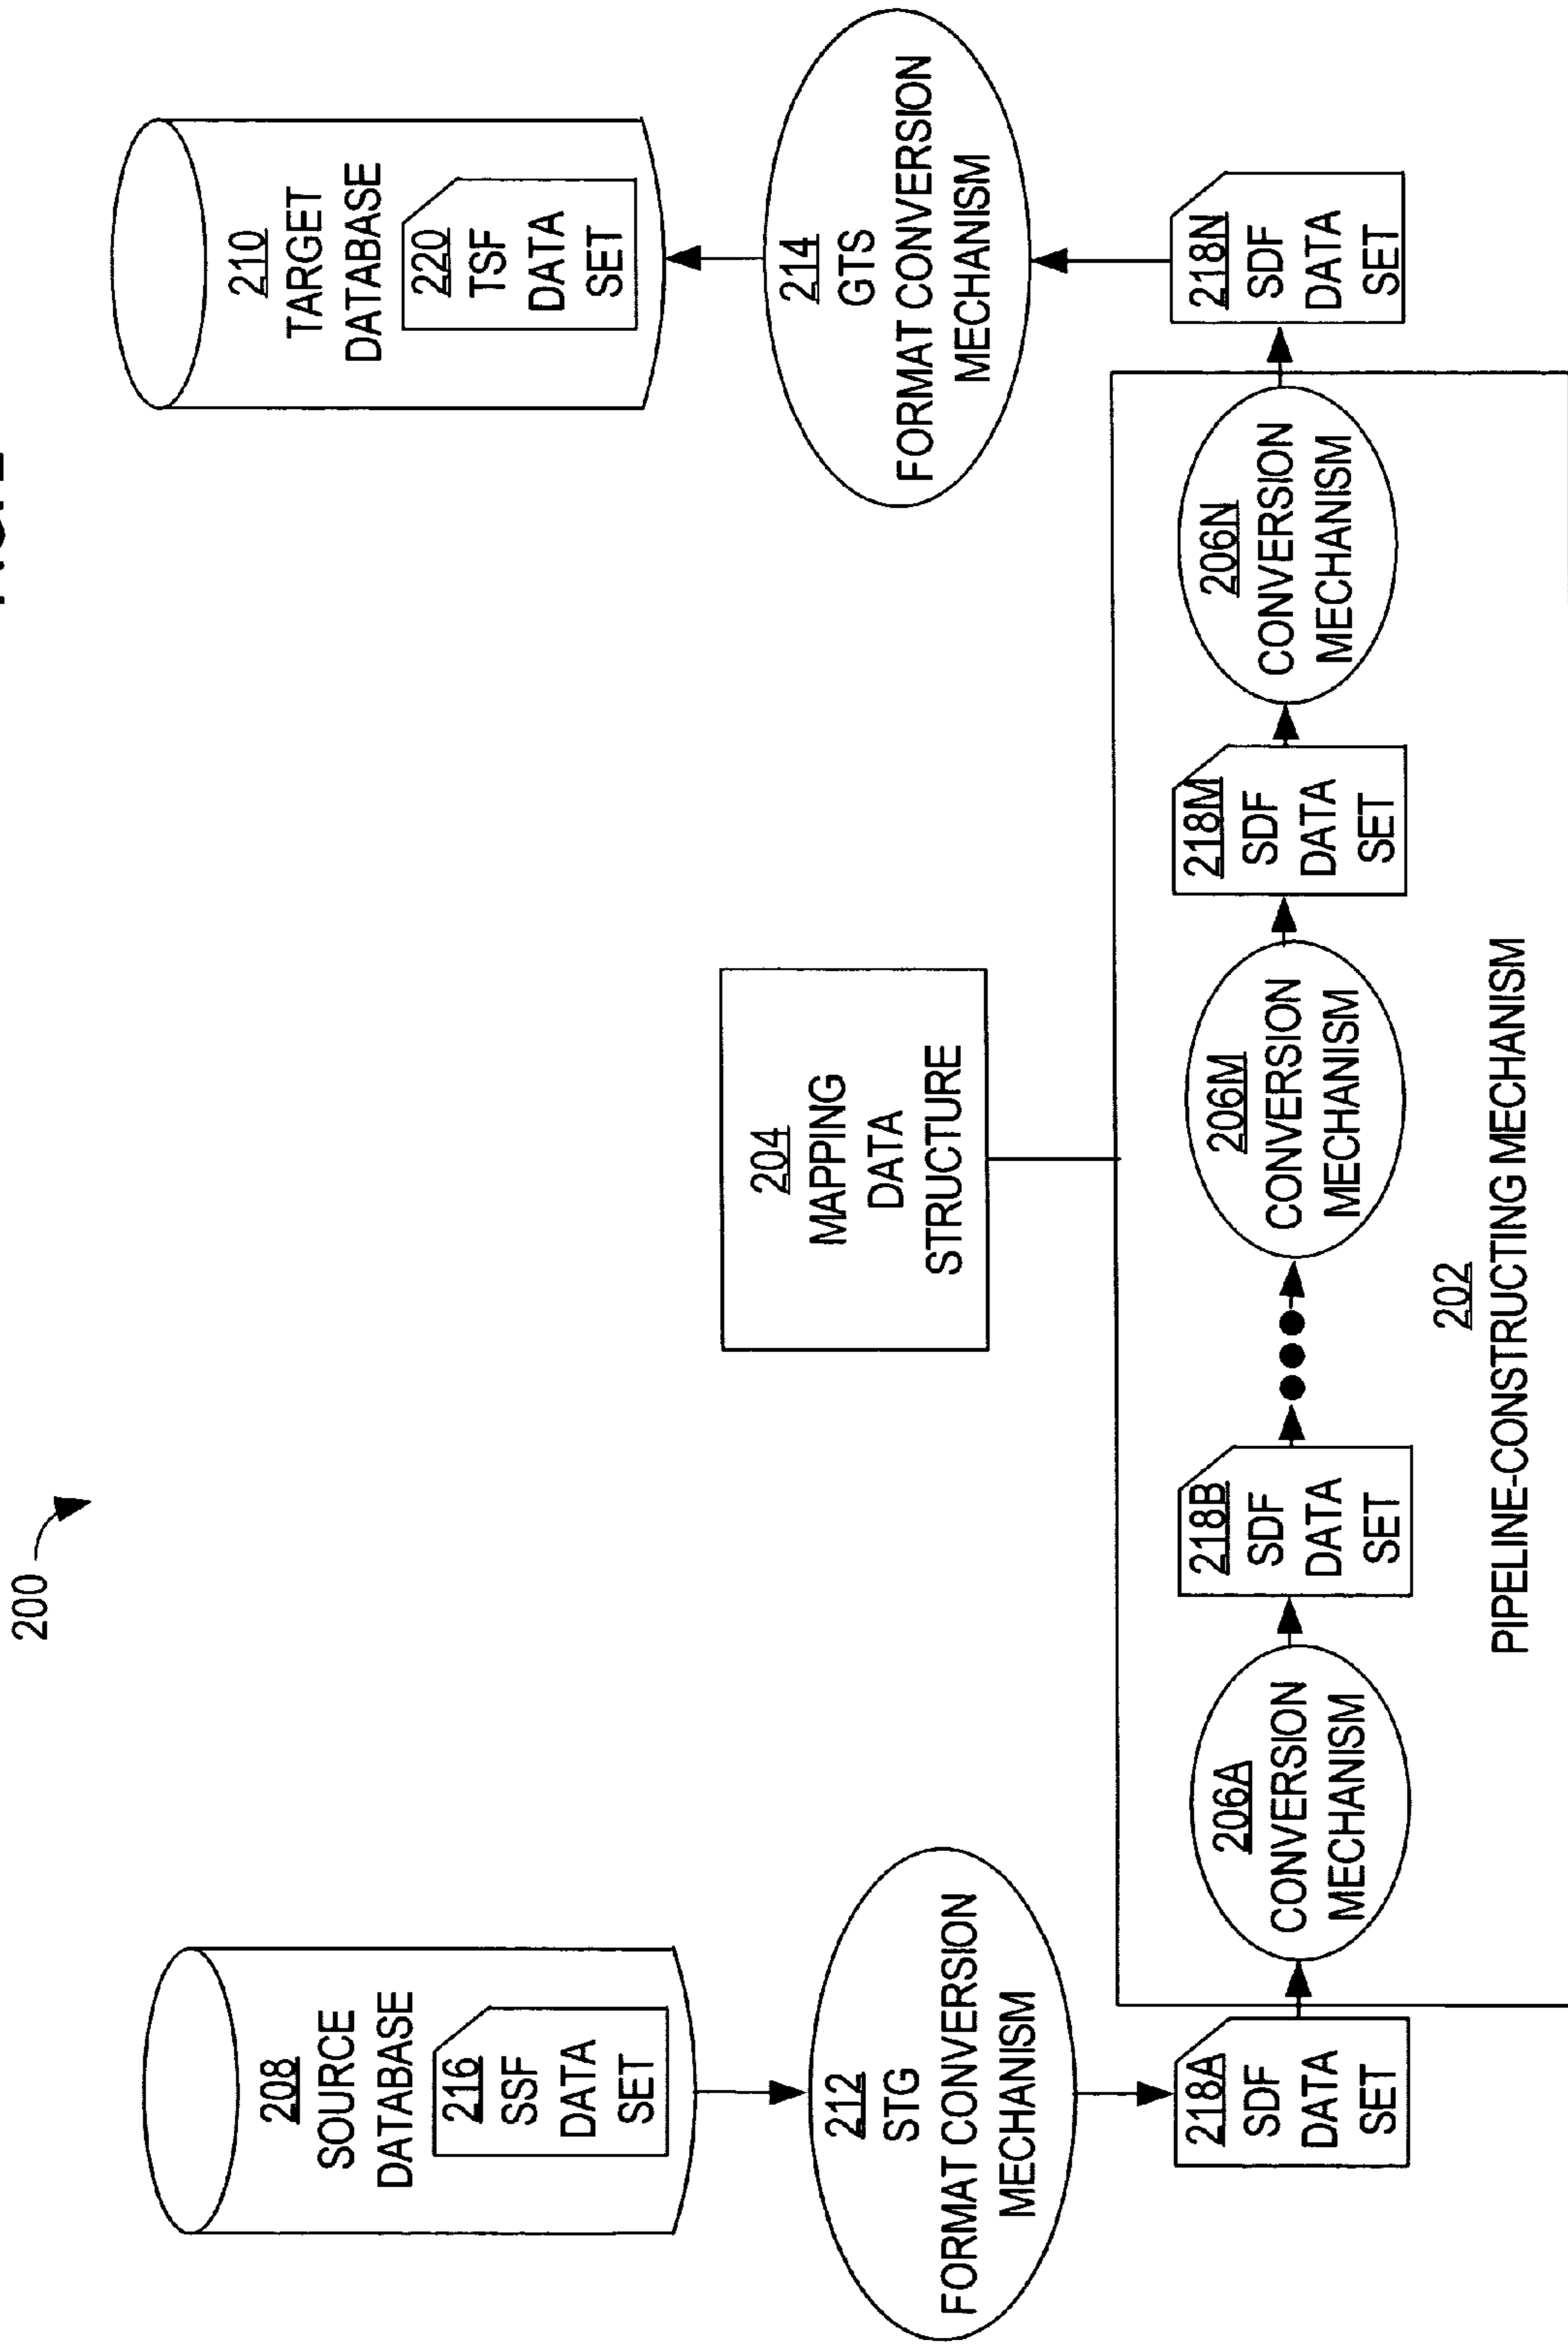 200
208
SOURCE
DATABASE
216
SSF
DATA
SET
212
STG
FORMAT CONVERSION
MECHANISM
218A
SDF
DATA
SET
206A
CONVERSION
MECHANISM
218B
SDF
DATA
SET
206M
CONVERSION
MECHANISM
218M
SDF
DATA
SET
206N
CONVERSION
MECHANISM
202
PIPELINE-CONSTRUCTING MECHANISM
204
MAPPING
DATA
STRUCTURE
218N
SDF
DATA
SET
214
GTS
FORMAT CONVERSION
MECHANISM
210
TARGET
DATABASE
220
TSF
DATA
SET